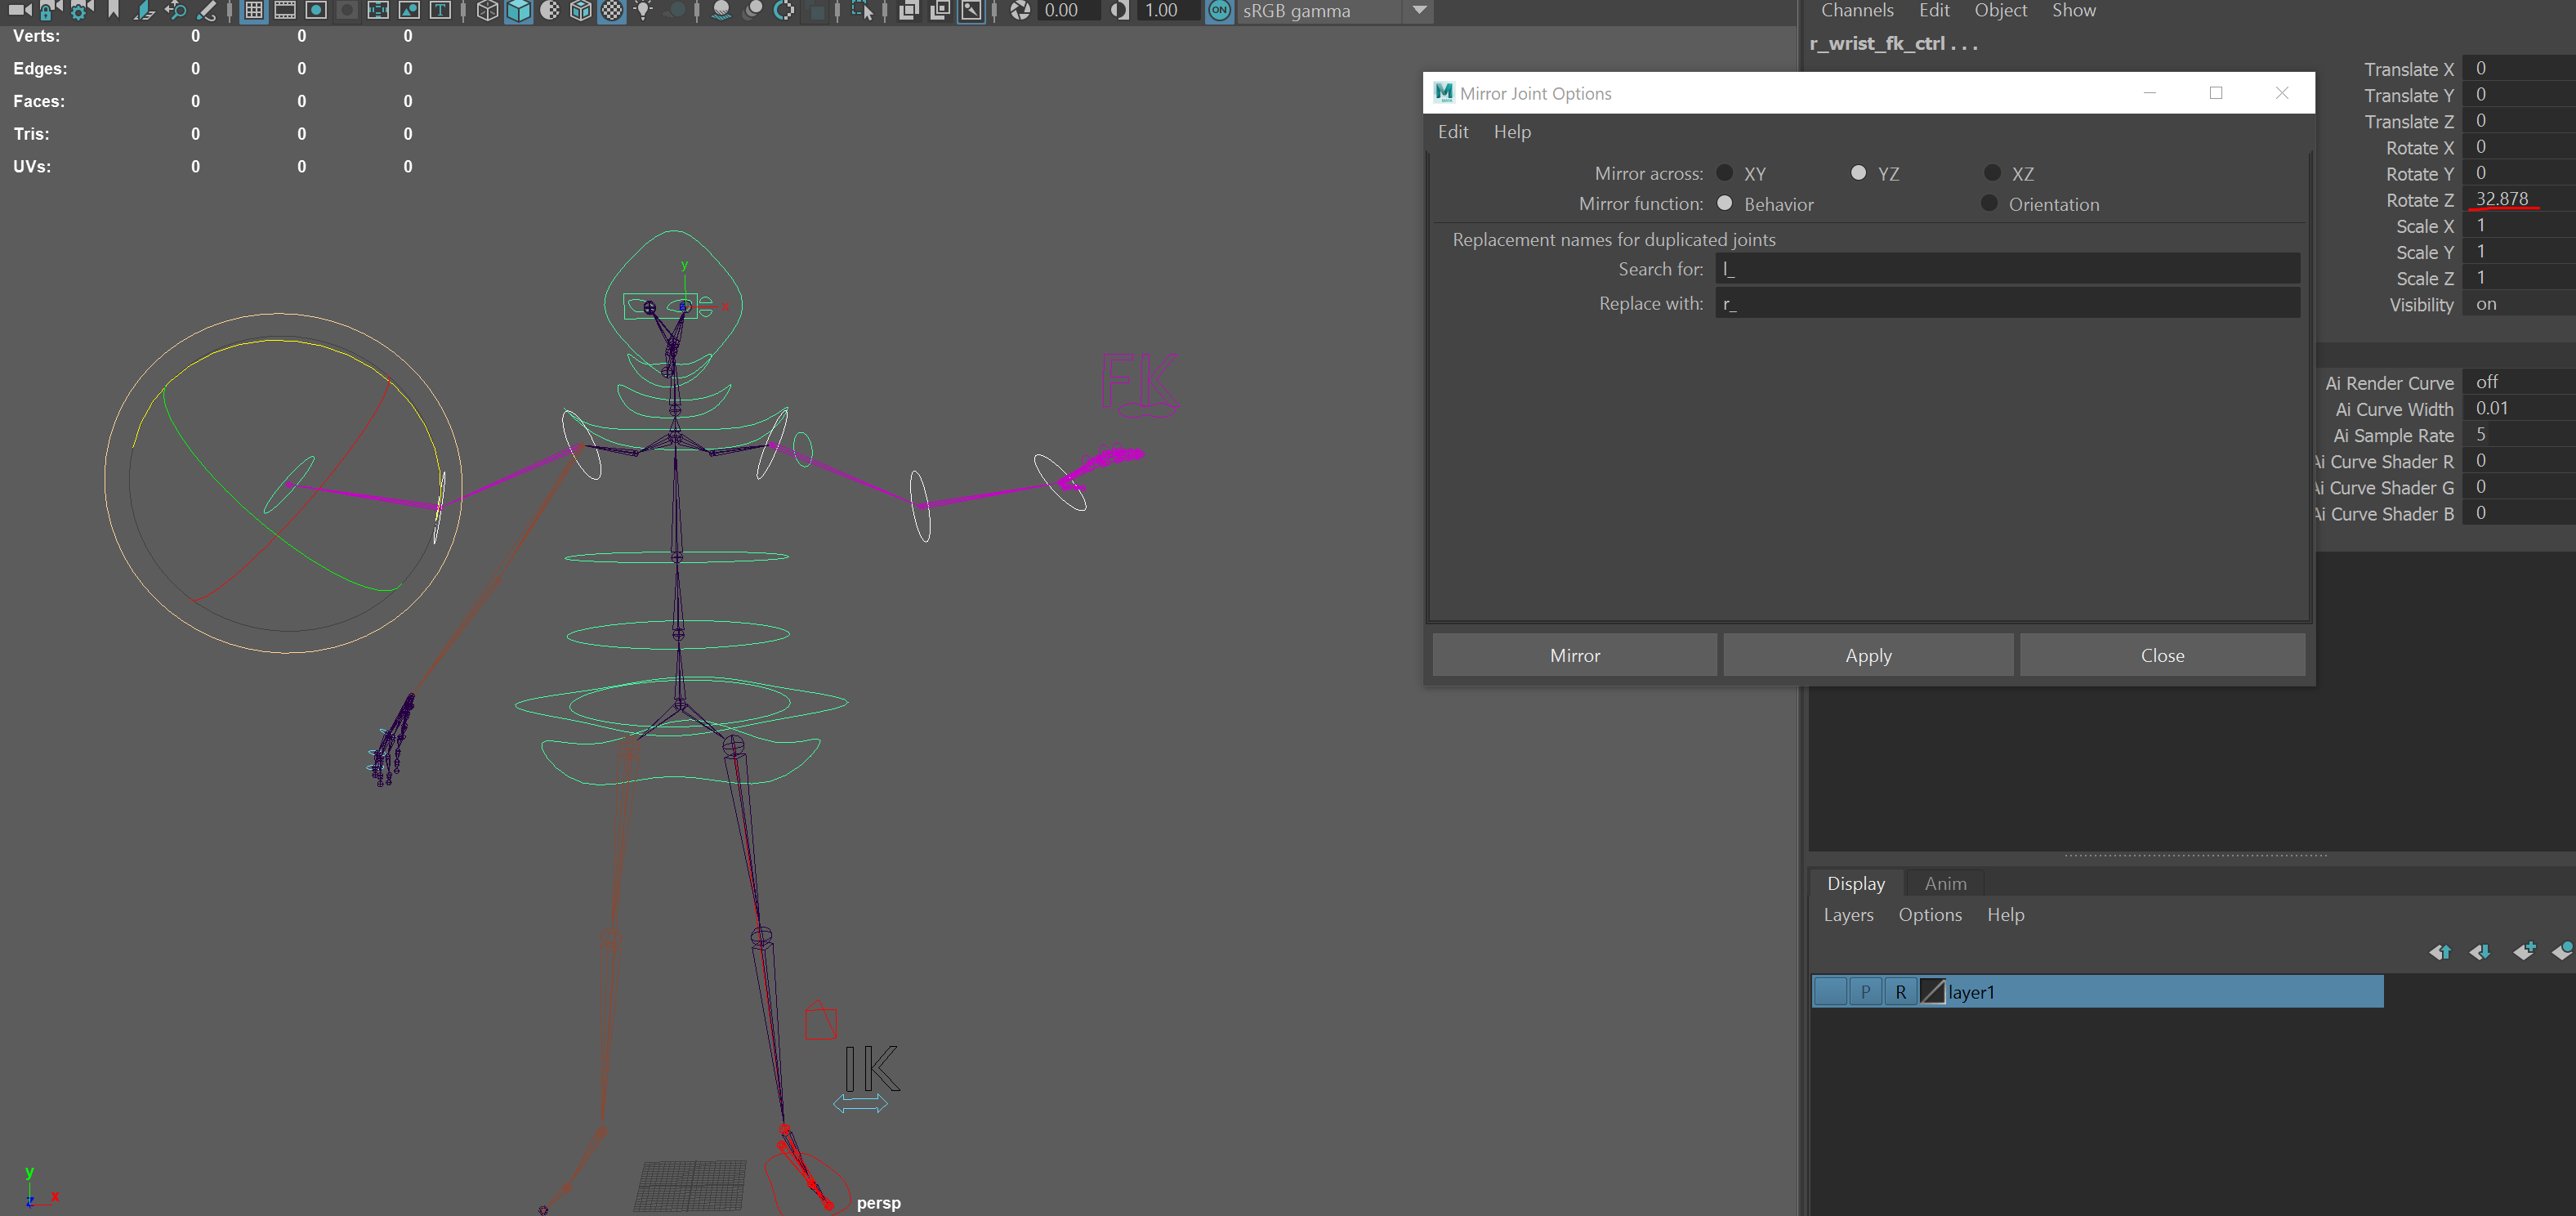 0.00 1.00 ON sRGB gamma
Channels Edit Object Show
Verts: 0 0 0
Edges: 0 0 0
Faces: 0 0 0
Tris: 0 0 0
UVs: 0 0 0
r_wrist_fk_ctrl . . .
Translate X 0
Translate Y 0
Translate Z 0
Rotate X 0
Rotate Y 0
Rotate Z 32.878
Scale X 1
Scale Y 1
Scale Z 1
Visibility on
Ai Render Curve off
Ai Curve Width 0.01
Ai Sample Rate 5
Ai Curve Shader R 0
Ai Curve Shader G 0
Ai Curve Shader B 0
M Mirror Joint Options
Edit Help
Mirror across: XY YZ XZ
Mirror function: Behavior Orientation
Replacement names for duplicated joints
Search for: l_
Replace with: r_
Mirror Apply Close
y
x
FK
IK
Display Anim
Layers Options Help
P R layer1
y
z x
persp